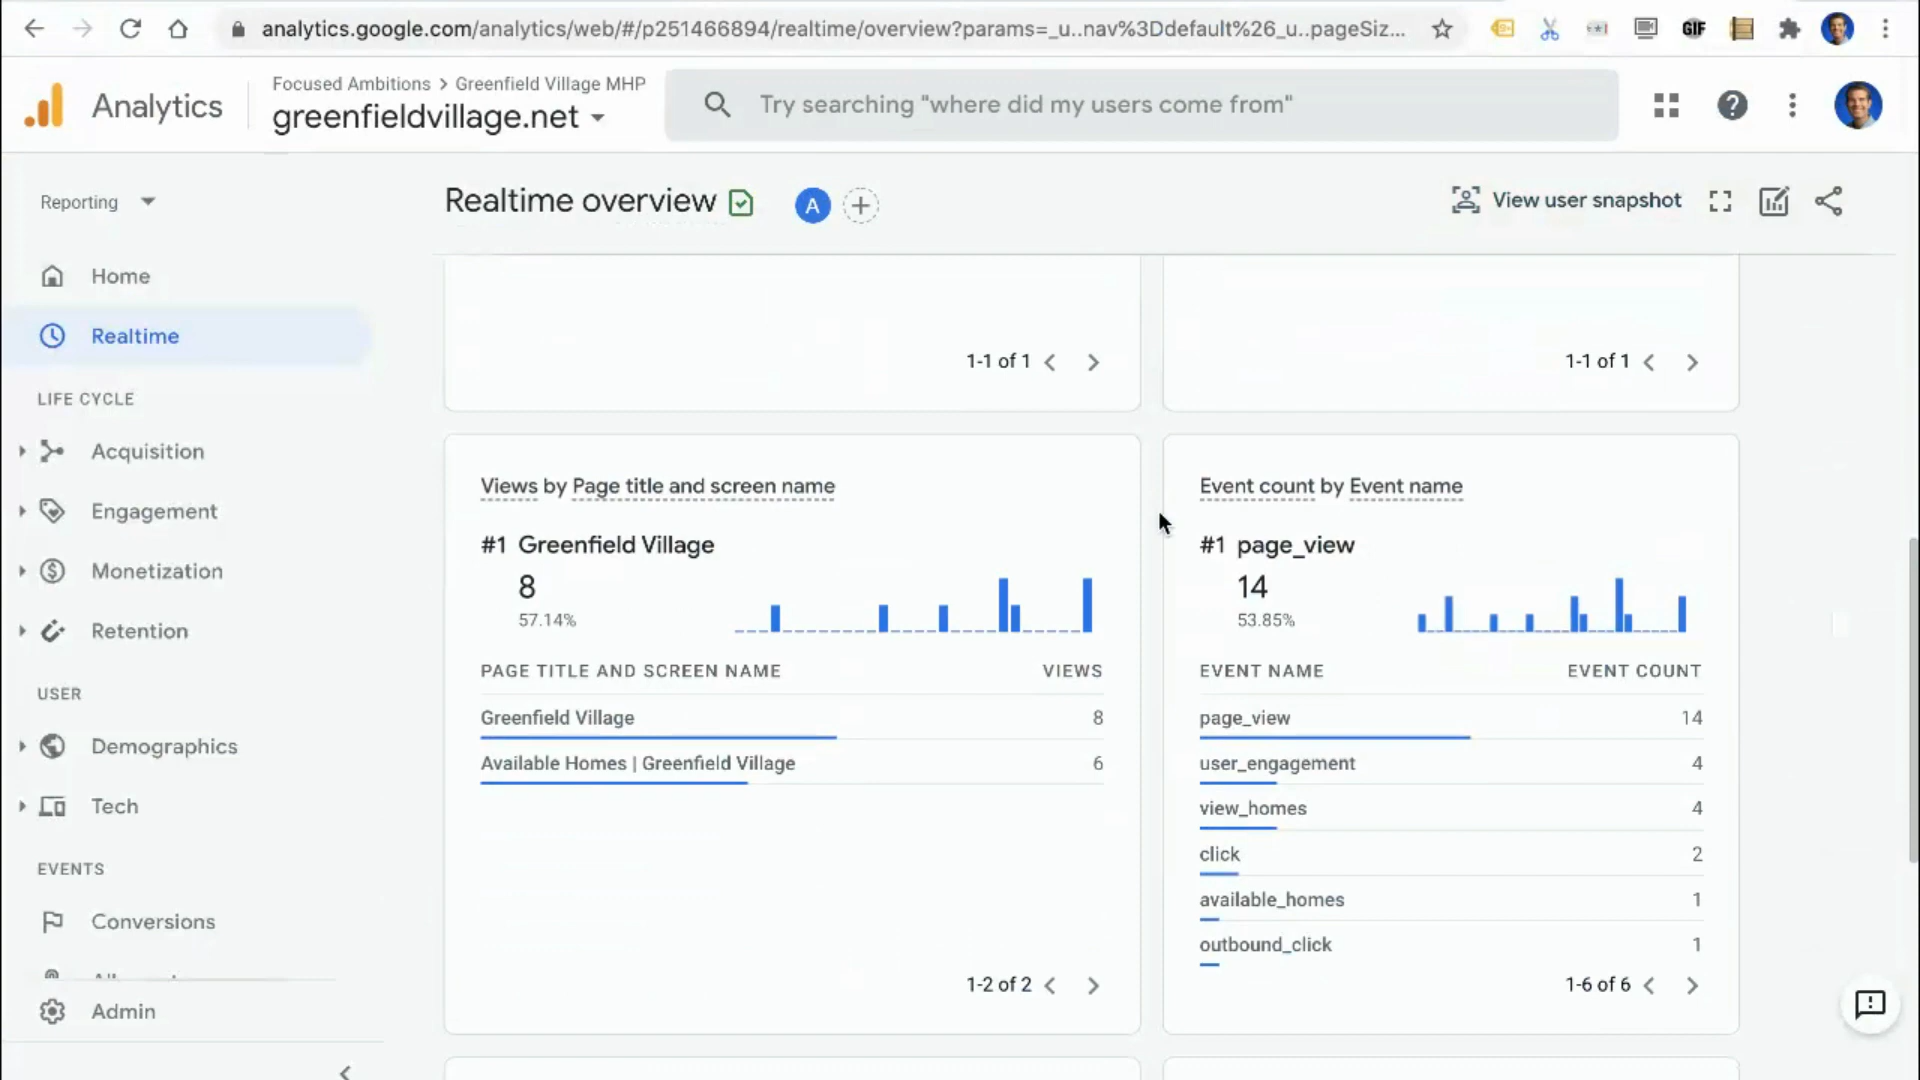 analytics.google.com/analytics/web/#/p251466894/realtime/overview?params=_u..nav%3Ddefault%26_u..pageSiz...
GIF
Analytics
Focused Ambitions > Greenfield Village MHP
greenfieldvillage.net
Try searching "where did my users come from"
Reporting
Realtime overview
A
View user snapshot
Home
Realtime
LIFE CYCLE
Acquisition
Engagement
Monetization
Retention
USER
Demographics
Tech
EVENTS
Conversions
Admin
1-1 of 1
1-1 of 1
Views by Page title and screen name
#1 Greenfield Village
8
57.14%
PAGE TITLE AND SCREEN NAME VIEWS
Greenfield Village 8
Available Homes | Greenfield Village 6
1-2 of 2
Event count by Event name
#1 page_view
14
53.85%
EVENT NAME EVENT COUNT
page_view 14
user_engagement 4
view_homes 4
click 2
available_homes 1
outbound_click 1
1-6 of 6